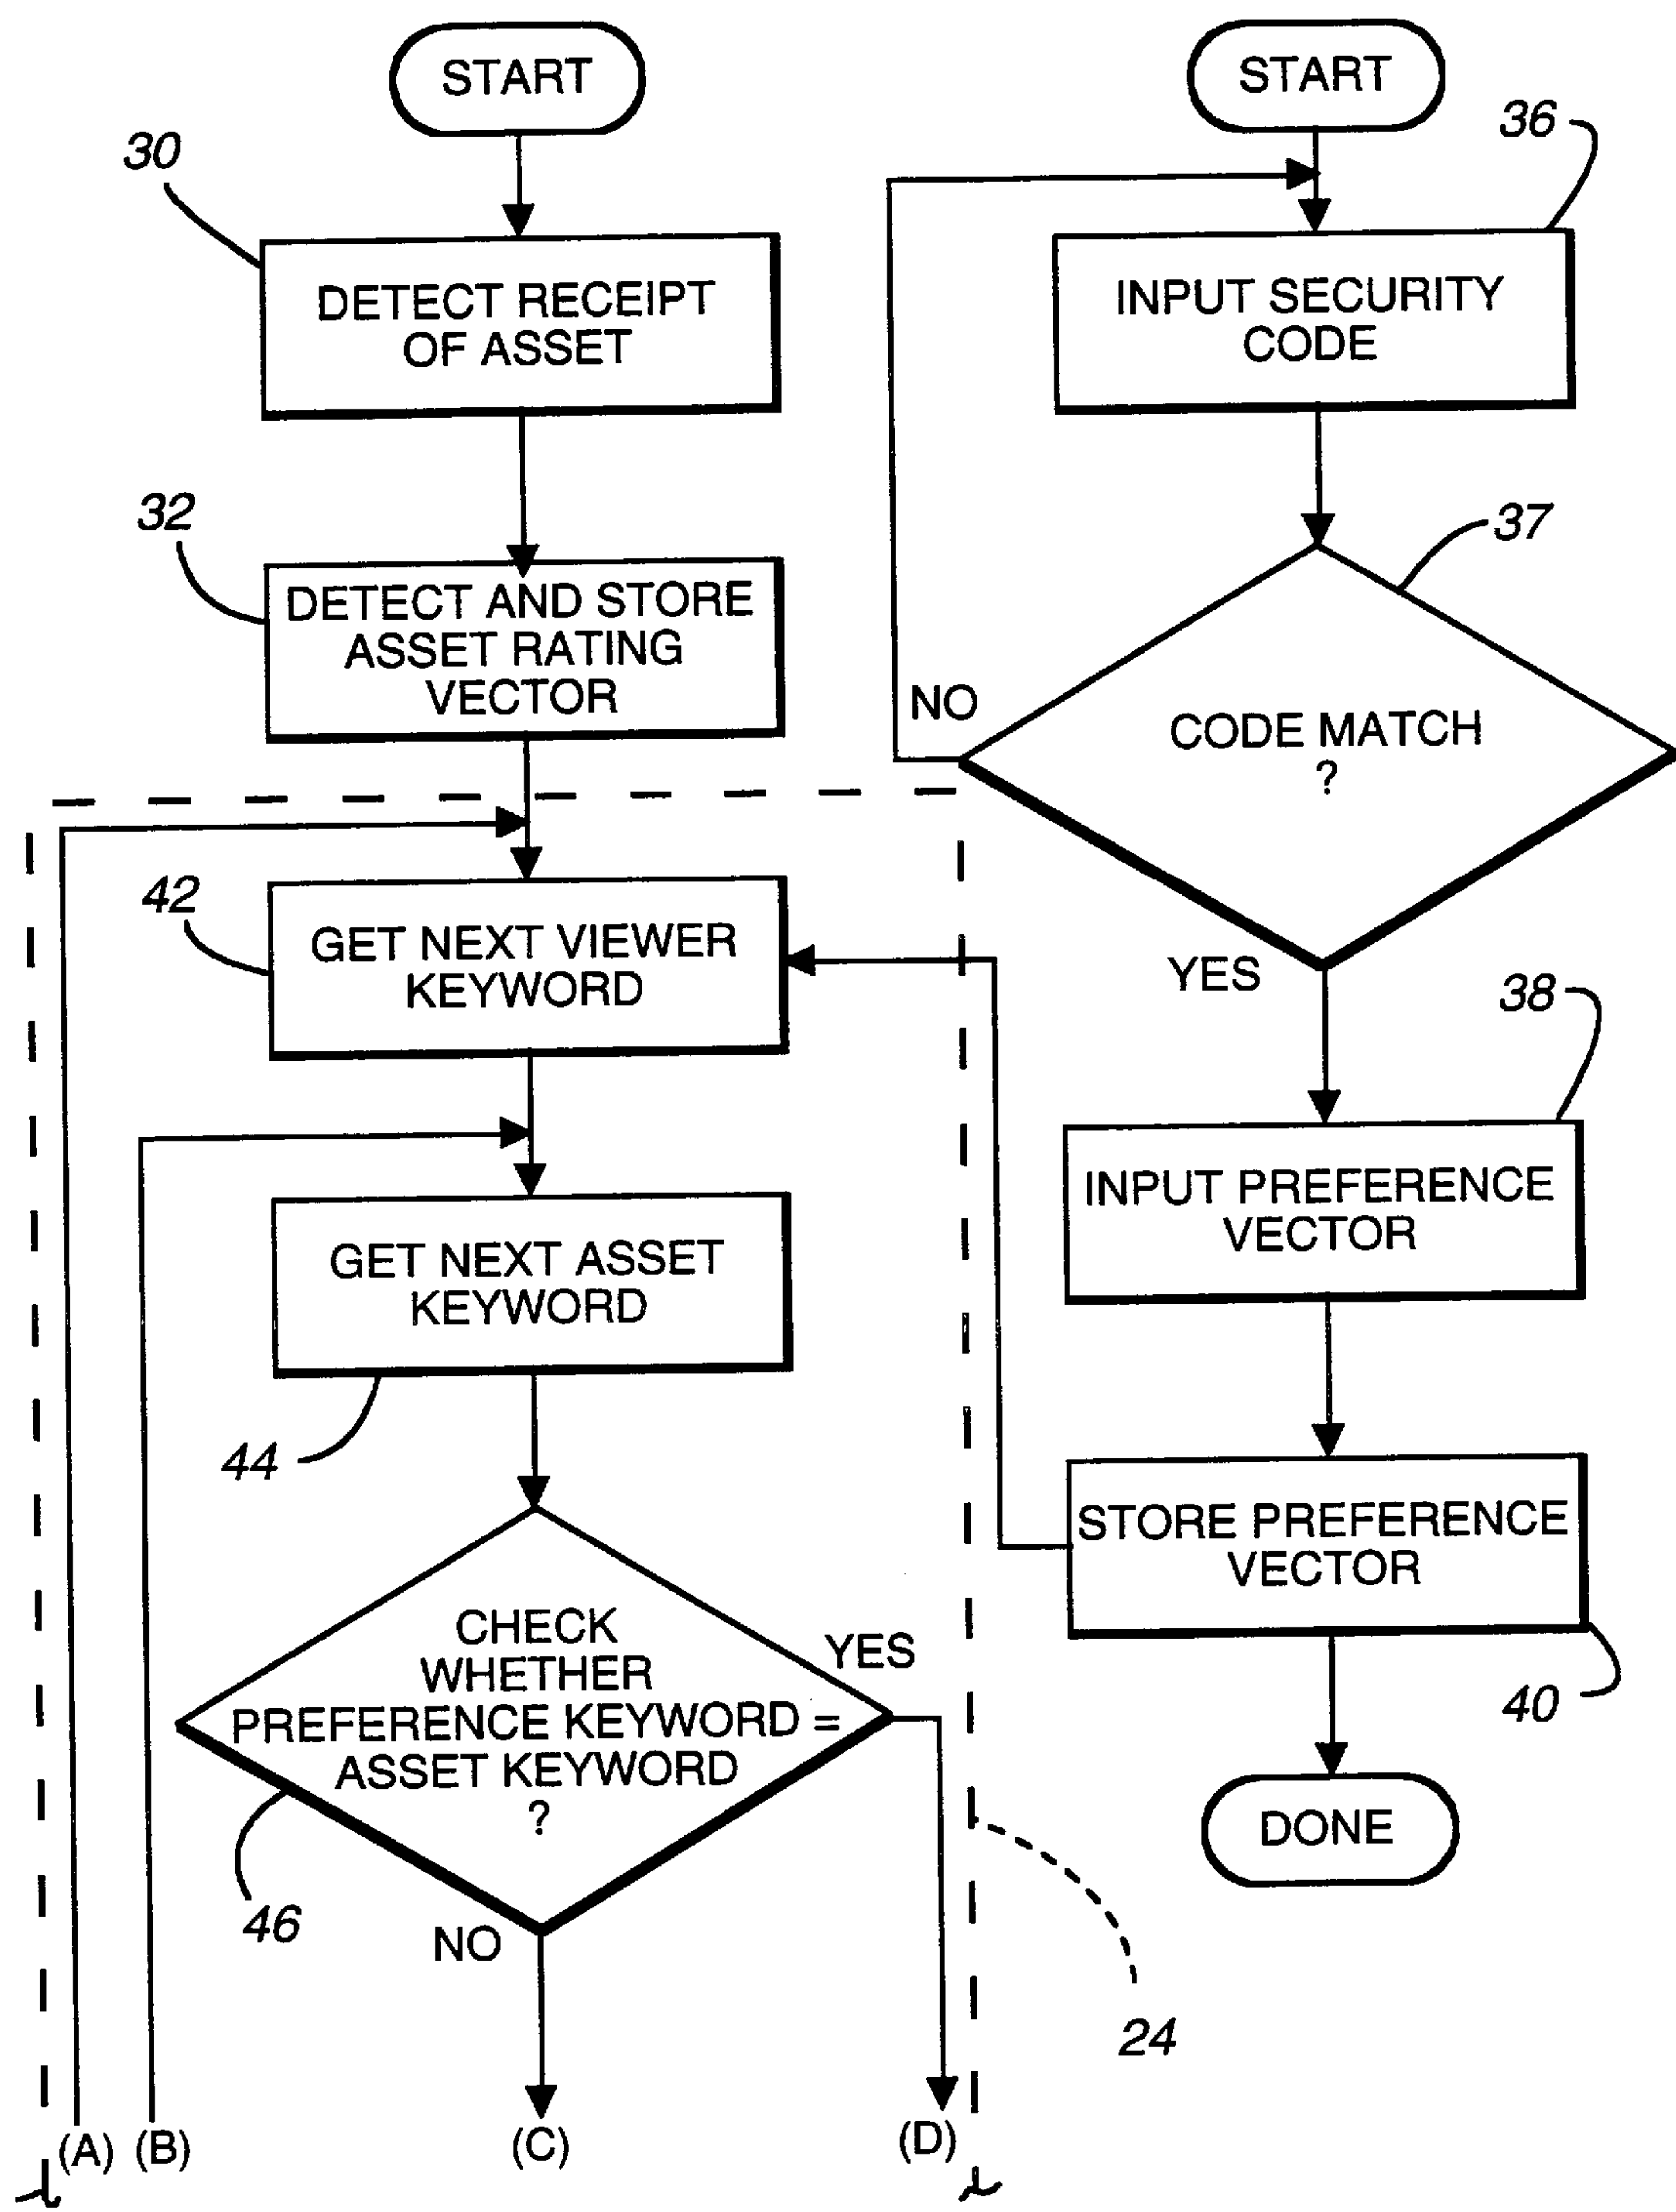 START
30
DETECT RECEIPT
OF ASSET
32
DETECT AND STORE
ASSET RATING
VECTOR
42
GET NEXT VIEWER
KEYWORD
GET NEXT ASSET
KEYWORD
44
CHECK
WHETHER
PREFERENCE KEYWORD =
ASSET KEYWORD
?
YES
46
NO
(A)
(B)
(C)
(D)
START
36
INPUT SECURITY
CODE
37
NO
CODE MATCH
?
YES
38
INPUT PREFERENCE
VECTOR
STORE PREFERENCE
VECTOR
40
DONE
24